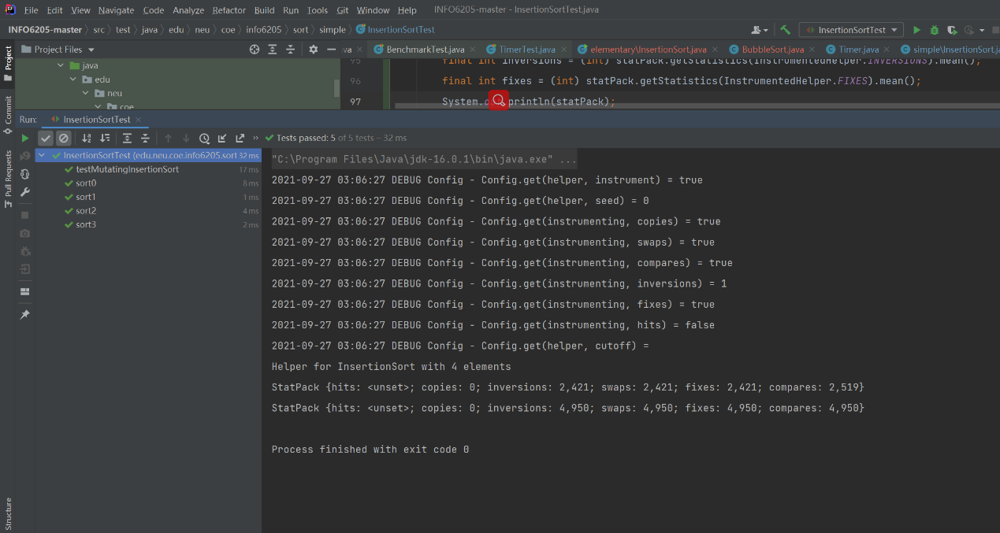 File Edit View Navigate Code Analyze Refactor Build Run Tools Git Window Help INFO6205-master - InsertionSortTest.java
INFO6205-master src test java edu neu coe info6205 sort simple InsertionSortTest InsertionSortTest
Project Files va BenchmarkTest.java TimerTest.java elementary\InsertionSort.java BubbleSort.java Timer.java simple\InsertionSort.ja
java
edu
neu
coe
95 final int inversions = (int) statPack.getStatistics(InstrumentedHelper.INVERSIONS).mean();
96 final int fixes = (int) statPack.getStatistics(InstrumentedHelper.FIXES).mean();
97 System. println(statPack);
Project
Commit
Pull Requests
Structure
Run: InsertionSortTest
Tests passed: 5 of 5 tests – 32 ms
InsertionSortTest (edu.neu.coe.info6205.sort 32 ms
testMutatingInsertionSort 17 ms
sort0 8 ms
sort1 1 ms
sort2 4 ms
sort3 2 ms
"C:\Program Files\Java\jdk-16.0.1\bin\java.exe" ...
2021-09-27 03:06:27 DEBUG Config - Config.get(helper, instrument) = true
2021-09-27 03:06:27 DEBUG Config - Config.get(helper, seed) = 0
2021-09-27 03:06:27 DEBUG Config - Config.get(instrumenting, copies) = true
2021-09-27 03:06:27 DEBUG Config - Config.get(instrumenting, swaps) = true
2021-09-27 03:06:27 DEBUG Config - Config.get(instrumenting, compares) = true
2021-09-27 03:06:27 DEBUG Config - Config.get(instrumenting, inversions) = 1
2021-09-27 03:06:27 DEBUG Config - Config.get(instrumenting, fixes) = true
2021-09-27 03:06:27 DEBUG Config - Config.get(instrumenting, hits) = false
2021-09-27 03:06:27 DEBUG Config - Config.get(helper, cutoff) =
Helper for InsertionSort with 4 elements
StatPack {hits: <unset>; copies: 0; inversions: 2,421; swaps: 2,421; fixes: 2,421; compares: 2,519}
StatPack {hits: <unset>; copies: 0; inversions: 4,950; swaps: 4,950; fixes: 4,950; compares: 4,950}
Process finished with exit code 0